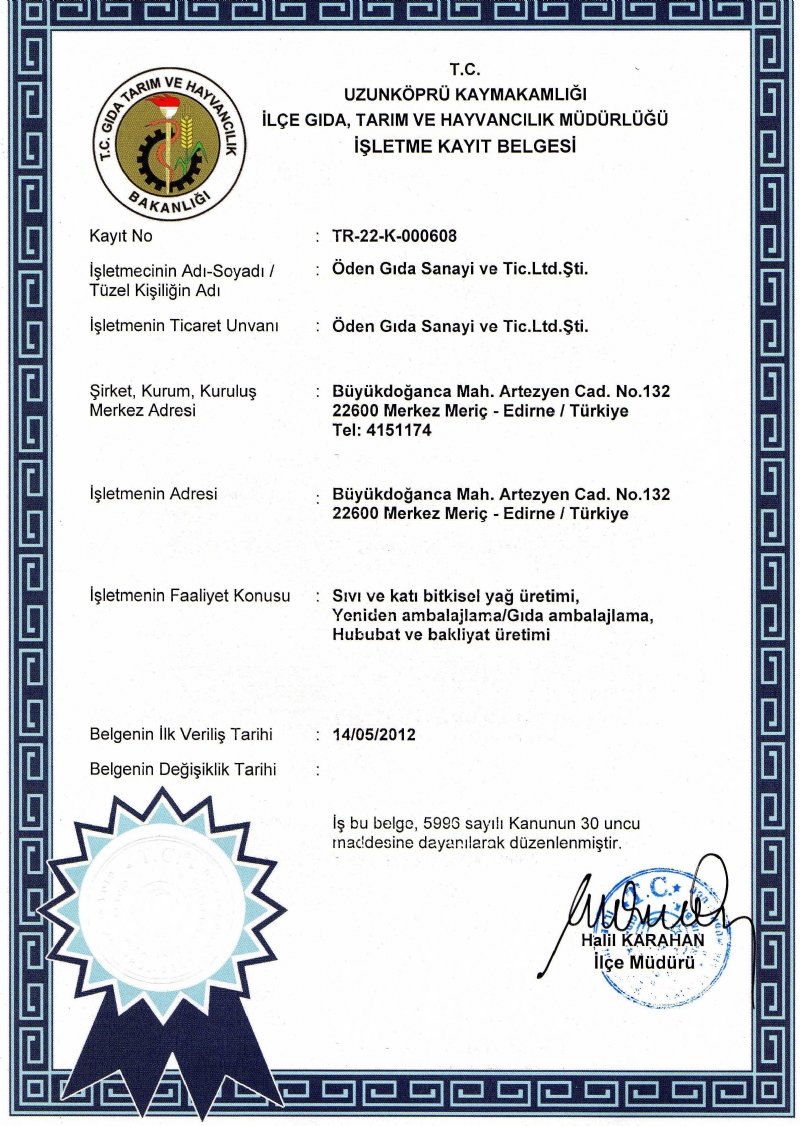 T.C.
UZUNKÖPRÜ KAYMAKAMLIĞI
İLÇE GIDA, TARIM VE HAYVANCILIK MÜDÜRLÜĞÜ
İŞLETME KAYIT BELGESİ
T.C. GIDA TARIM VE HAYVANCILIK
BAKANLIĞI
Kayıt No : TR-22-K-000608
İşletmecinin Adı-Soyadı / : Öden Gıda Sanayi ve Tic.Ltd.Şti.
Tüzel Kişiliğin Adı
İşletmenin Ticaret Unvanı : Öden Gıda Sanayi ve Tic.Ltd.Şti.
Şirket, Kurum, Kuruluş : Büyükdoğanca Mah. Artezyen Cad. No.132
Merkez Adresi 22600 Merkez Meriç - Edirne / Türkiye
Tel: 4151174
İşletmenin Adresi : Büyükdoğanca Mah. Artezyen Cad. No.132
22600 Merkez Meriç - Edirne / Türkiye
İşletmenin Faaliyet Konusu : Sıvı ve katı bitkisel yağ üretimi,
Yeniden ambalajlama/Gıda ambalajlama,
Hububat ve bakliyat üretimi
Belgenin İlk Veriliş Tarihi : 14/05/2012
Belgenin Değişiklik Tarihi :
İş bu belge, 5996 sayılı Kanunun 30 uncu
maddesine dayanılarak düzenlenmiştir.
T.C.
T.C.
Halil KARAHAN
İlçe Müdürü